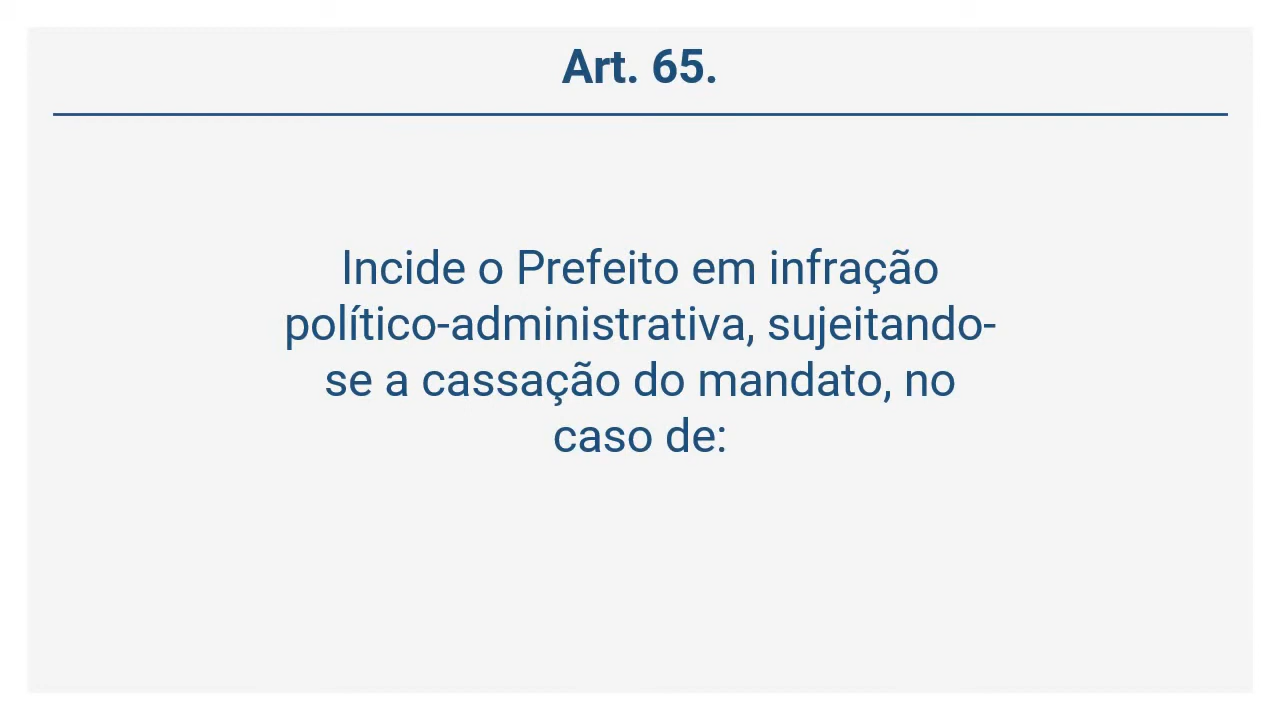 Art. 65.
Incide o Prefeito em infração
político-administrativa, sujeitando-
se a cassação do mandato, no
caso de: